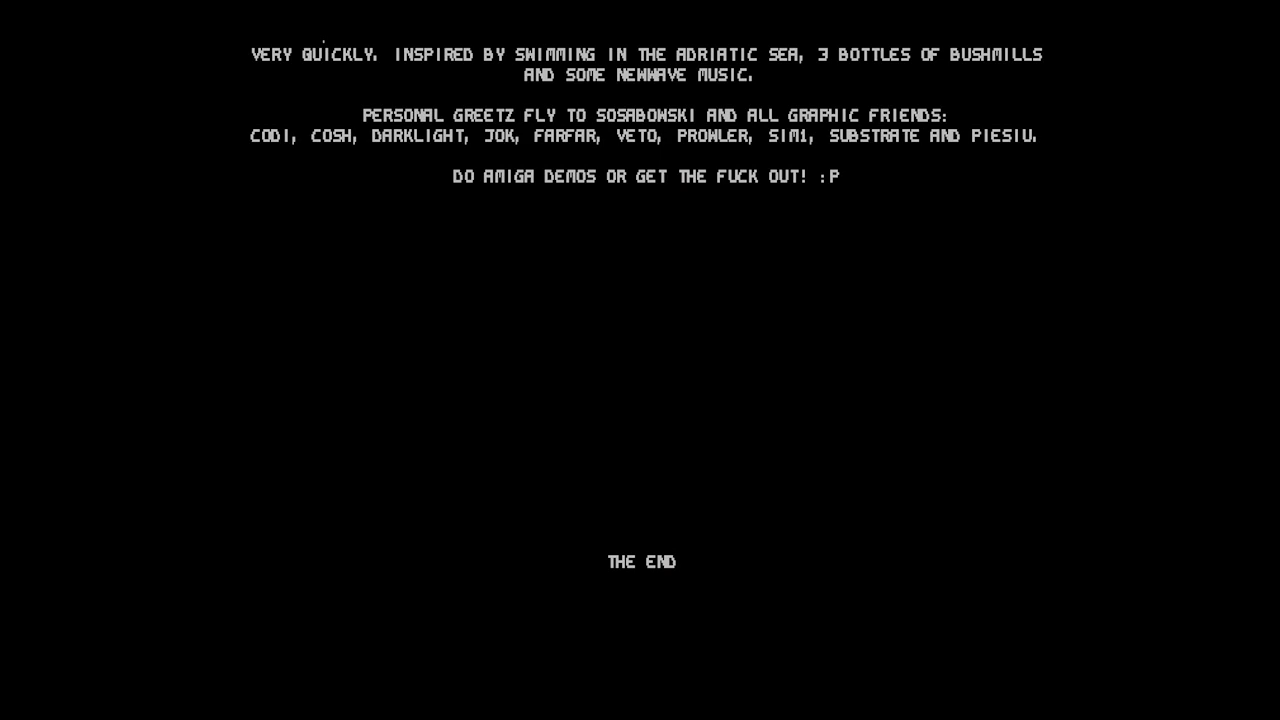 VERY QUICKLY. INSPIRED BY SWIMMING IN THE ADRIATIC SEA, 3 BOTTLES OF BUSHMILLS
AND SOME NEWWAVE MUSIC.
PERSONAL GREETZ FLY TO SOSABOWSKI AND ALL GRAPHIC FRIENDS:
CODI, COSH, DARKLIGHT, JOK, FARFAR, VETO, PROWLER, SIM1, SUBSTRATE AND PIESIU.
DO AMIGA DEMOS OR GET THE FUCK OUT! :P
THE END